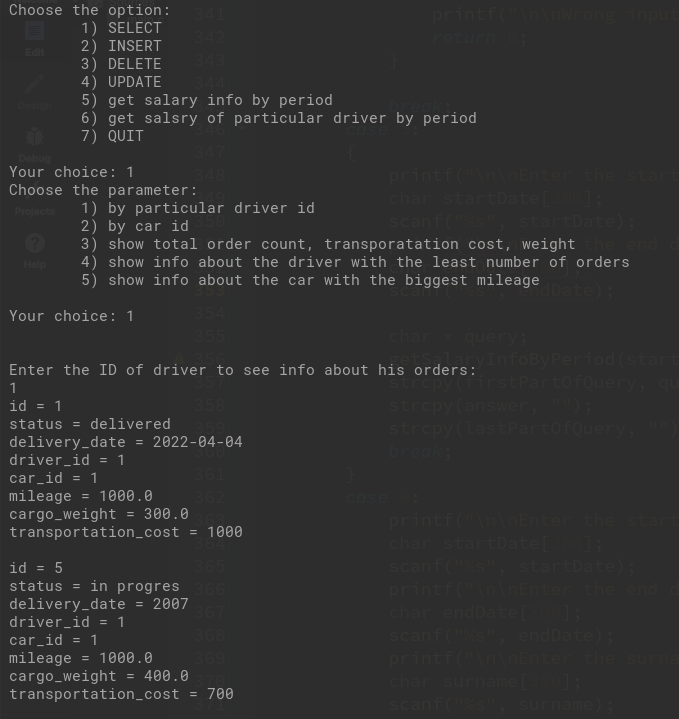 Choose the option:
1) SELECT
2) INSERT
3) DELETE
4) UPDATE
5) get salary info by period
6) get salsry of particular driver by period
7) QUIT
Your choice: 1
Choose the parameter:
1) by particular driver id
2) by car id
3) show total order count, transporatation cost, weight
4) show info about the driver with the least number of orders
5) show info about the car with the biggest mileage
Your choice: 1
Enter the ID of driver to see info about his orders:
1
id = 1
status = delivered
delivery_date = 2022-04-04
driver_id = 1
car_id = 1
mileage = 1000.0
cargo_weight = 300.0
transportation_cost = 1000
id = 5
status = in progres
delivery_date = 2007
driver_id = 1
car_id = 1
mileage = 1000.0
cargo_weight = 400.0
transportation_cost = 700